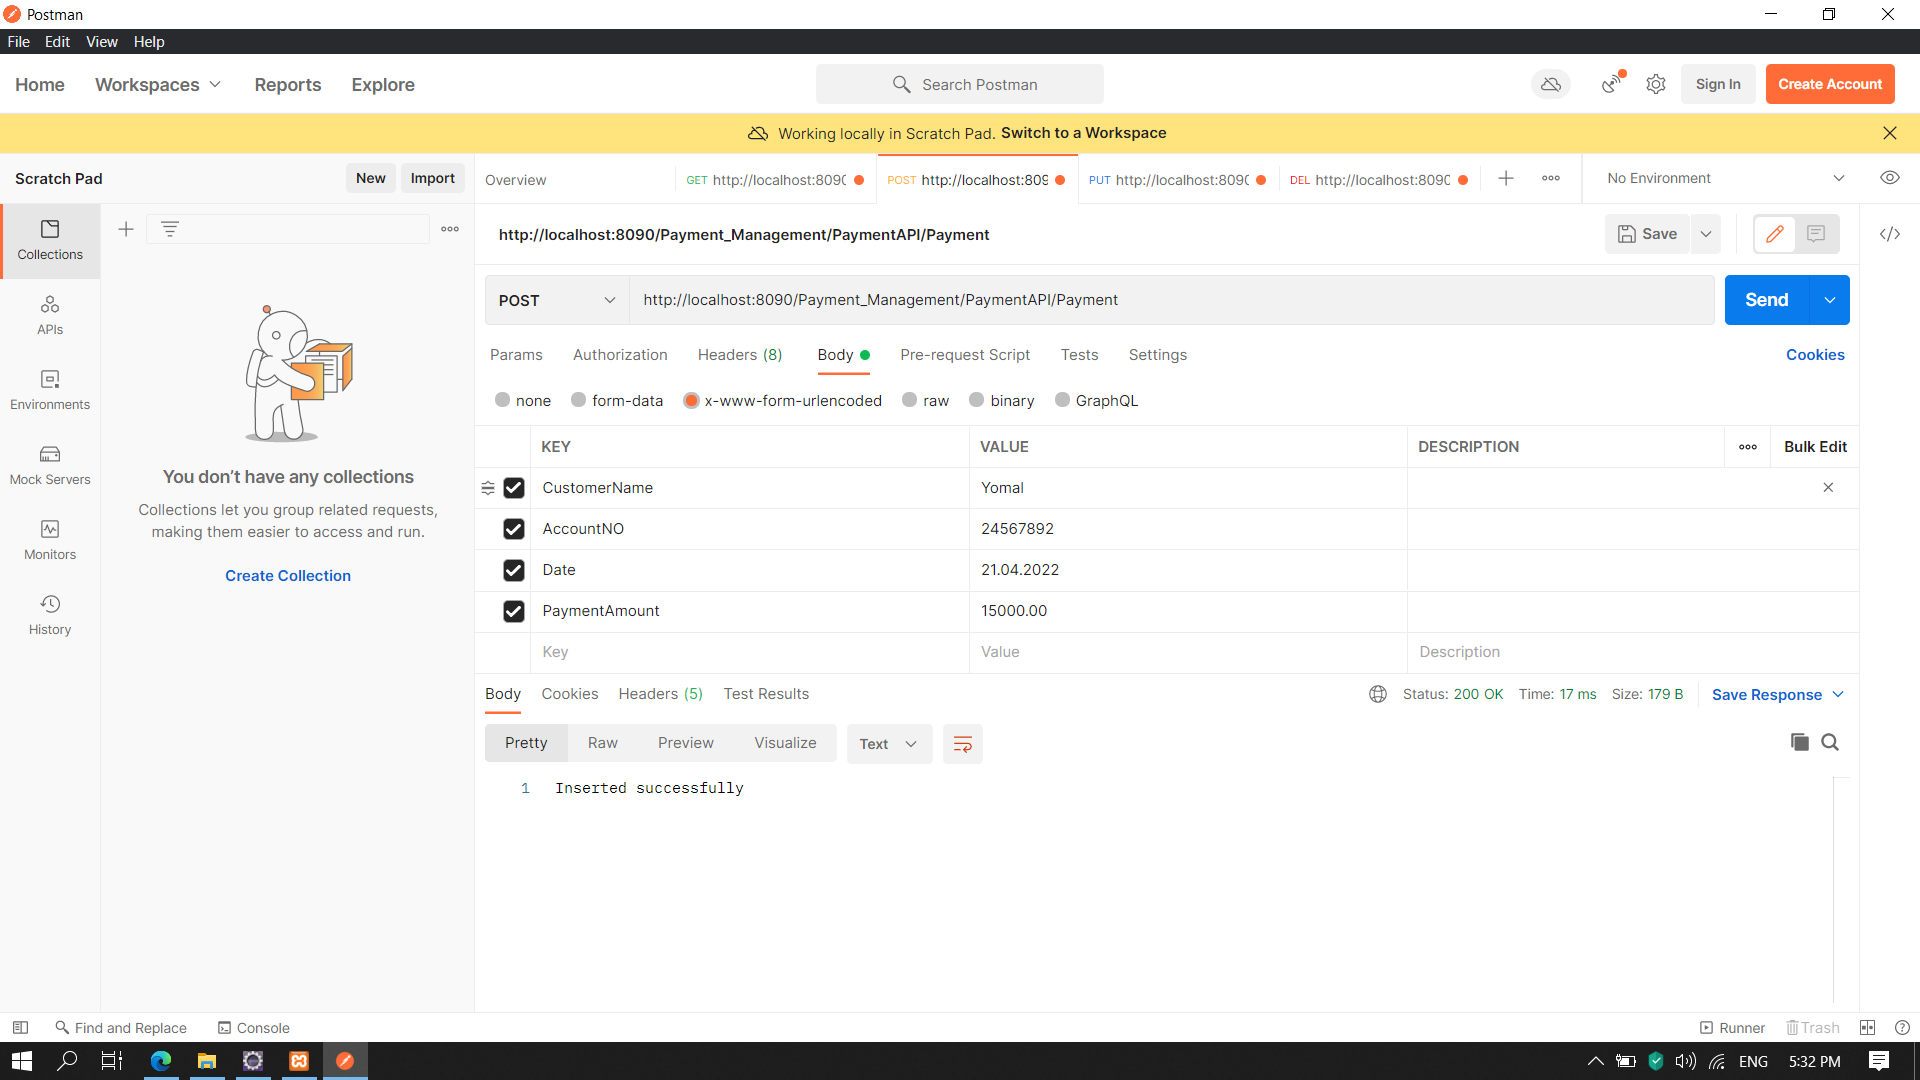 Postman
File Edit View Help
Home Workspaces Reports Explore Search Postman Sign In Create Account
Working locally in Scratch Pad. Switch to a Workspace
Scratch Pad New Import Overview GET http://localhost:8090 POST http://localhost:809 PUT http://localhost:8090 DEL http://localhost:8090 No Environment
Collections
APIs
Environments
Mock Servers
Monitors
History
You don’t have any collections
Collections let you group related requests,
making them easier to access and run.
Create Collection
http://localhost:8090/Payment_Management/PaymentAPI/Payment Save
POST http://localhost:8090/Payment_Management/PaymentAPI/Payment Send
Params Authorization Headers (8) Body Pre-request Script Tests Settings Cookies
none form-data x-www-form-urlencoded raw binary GraphQL
KEY VALUE DESCRIPTION Bulk Edit
CustomerName Yomal
AccountNO 24567892
Date 21.04.2022
PaymentAmount 15000.00
Key Value Description
Body Cookies Headers (5) Test Results Status: 200 OK Time: 17 ms Size: 179 B Save Response
Pretty Raw Preview Visualize Text
1 Inserted successfully
Find and Replace Console Runner Trash
ENG 5:32 PM